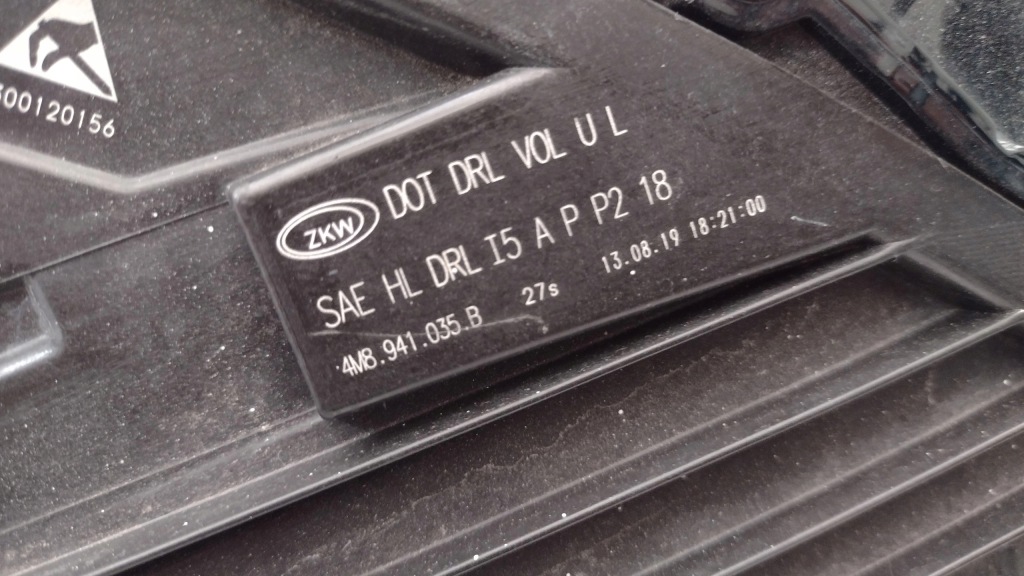 300120156
ZKW DOT DRL VOL U L
SAE HL DRL I5 A P P2 18
4M8.941.035.B 27s 13.08.19 18:21:00